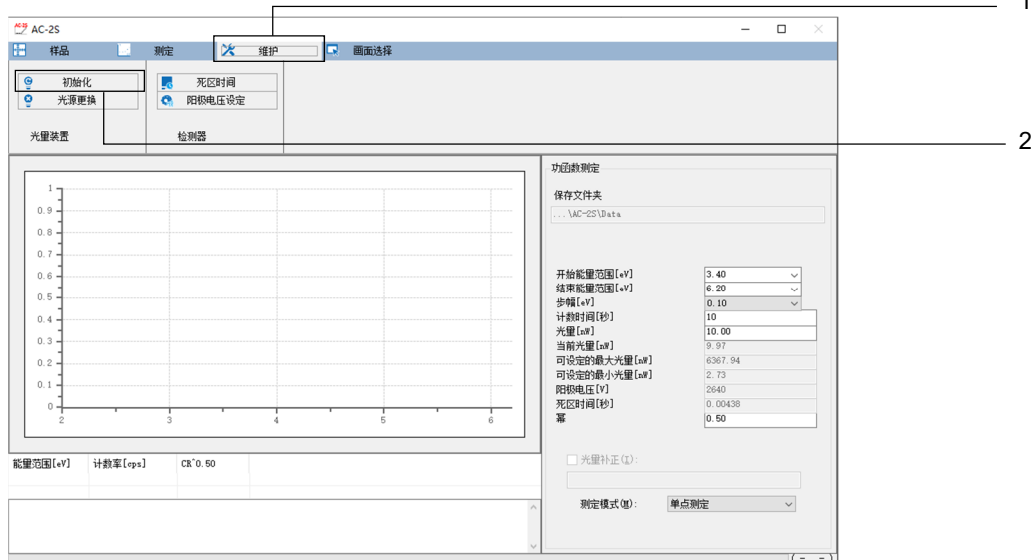 1
AC-2S
样品 测定 维护 画面选择
初始化 死区时间
光源更换 阳极电压设定
光量装置 检测器
2
功函数测定
保存文件夹
...\AC-2S\Data
1
0.9
0.8
0.7
0.6
0.5
0.4
0.3
0.2
0.1
0
2 3 4 5 6
开始能量范围[eV] 3.40
结束能量范围[eV] 6.20
步幅[eV] 0.10
计数时间[秒] 10
光量[nW] 10.00
当前光量[nW] 9.97
可设定的最大光量[nW] 6367.94
可设定的最小光量[nW] 2.73
阳极电压[V] 2640
死区时间[秒] 0.00438
幂 0.50
能量范围[eV] 计数率[cps] CR^0.50
光量补正(I):
测定模式(M): 单点测定